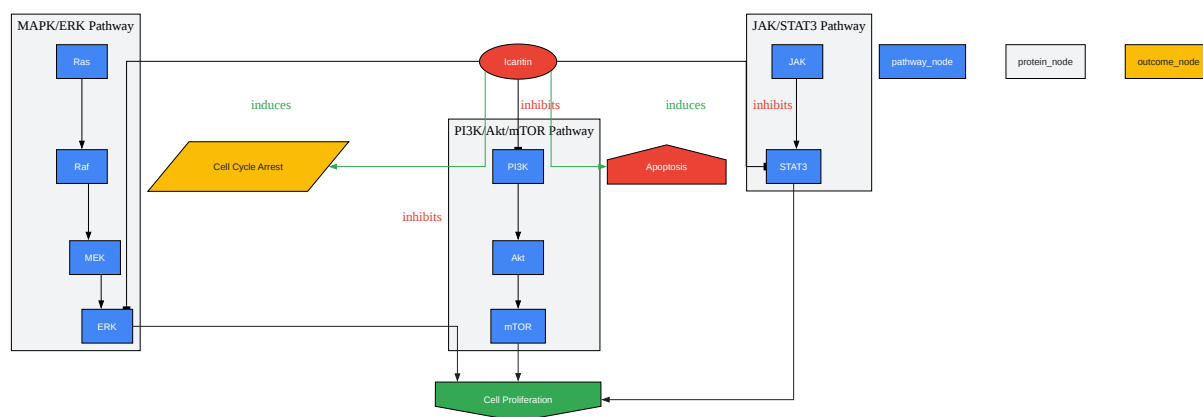 MAPK/ERK Pathway
JAK/STAT3 Pathway
Ras
Icaritin
JAK
pathway_node
protein_node
outcome_node
induces
inhibits
induces
inhibits
PI3K/Akt/mTOR Pathway
Raf
Cell Cycle Arrest
PI3K
Apoptosis
STAT3
inhibits
MEK
Akt
ERK
mTOR
Cell Proliferation